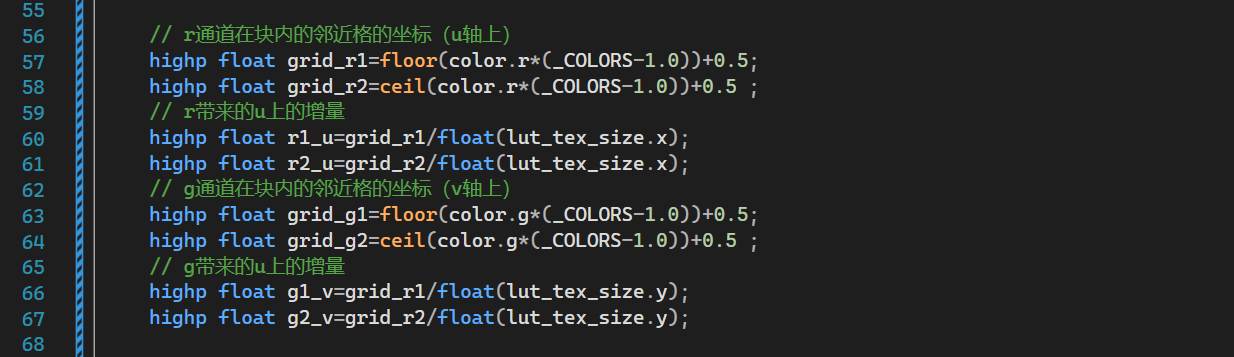 55
56 // r通道在块内的邻近格的坐标（u轴上）
57 highp float grid_r1=floor(color.r*(_COLORS-1.0))+0.5;
58 highp float grid_r2=ceil(color.r*(_COLORS-1.0))+0.5 ;
59 // r带来的u上的增量
60 highp float r1_u=grid_r1/float(lut_tex_size.x);
61 highp float r2_u=grid_r2/float(lut_tex_size.x);
62 // g通道在块内的邻近格的坐标（v轴上）
63 highp float grid_g1=floor(color.g*(_COLORS-1.0))+0.5;
64 highp float grid_g2=ceil(color.g*(_COLORS-1.0))+0.5 ;
65 // g带来的u上的增量
66 highp float g1_v=grid_r1/float(lut_tex_size.y);
67 highp float g2_v=grid_r2/float(lut_tex_size.y);
68